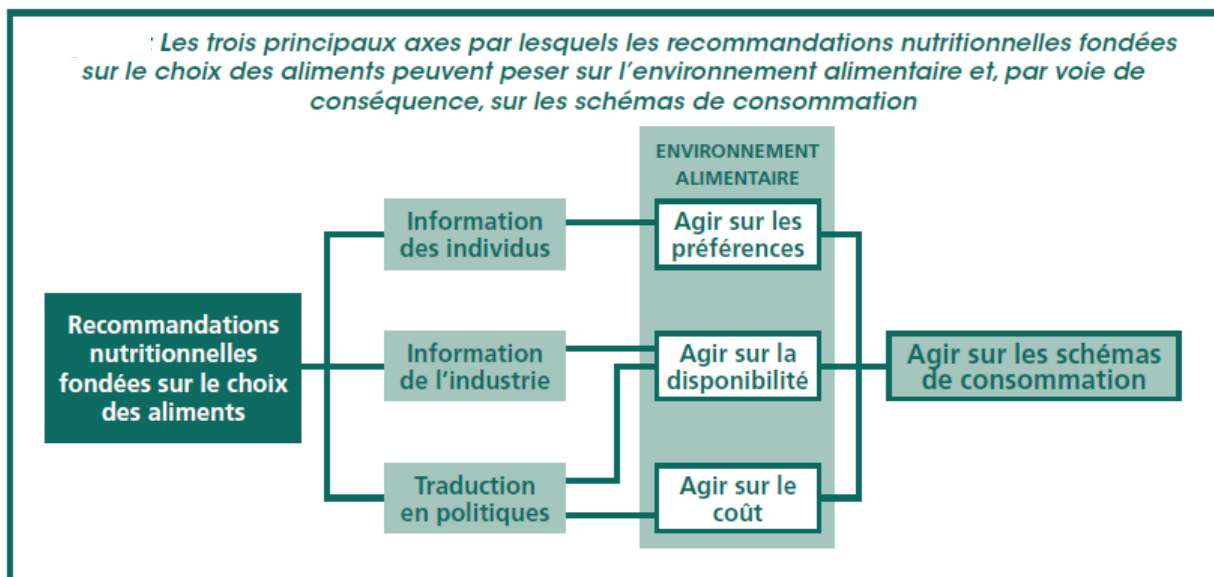 : Les trois principaux axes par lesquels les recommandations nutritionnelles fondées
sur le choix des aliments peuvent peser sur l’environnement alimentaire et, par voie de
conséquence, sur les schémas de consommation
ENVIRONNEMENT
ALIMENTAIRE
Information
des individus
Agir sur les
préférences
Recommandations
nutritionnelles
fondées sur le choix
des aliments
Information
de l’industrie
Agir sur la
disponibilité
Agir sur les schémas
de consommation
Traduction
en politiques
Agir sur le
coût